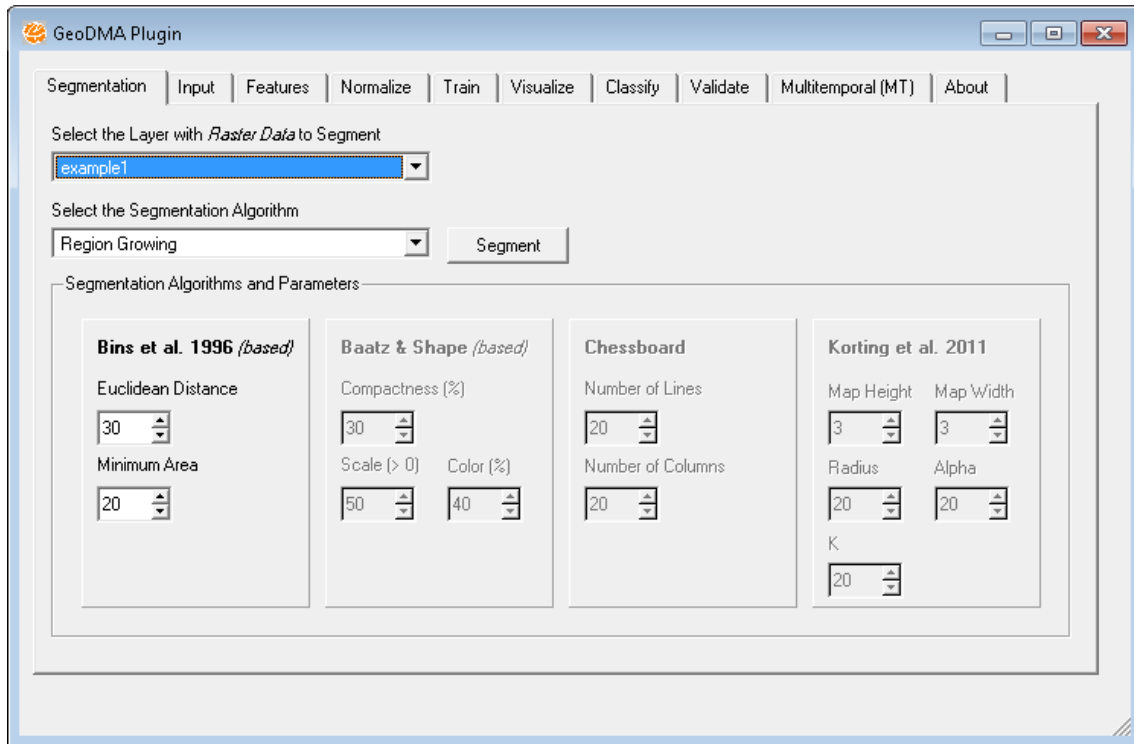 GeoDMA Plugin
Segmentation Input Features Normalize Train Visualize Classify Validate Multitemporal (MT) About
Select the Layer with Raster Data to Segment
example1
Select the Segmentation Algorithm
Region Growing Segment
Segmentation Algorithms and Parameters
Bins et al. 1996 (based) Baatz & Shape (based) Chessboard Korting et al. 2011
Euclidean Distance Compactness (%) Number of Lines Map Height Map Width
30 30 20 3 3
Minimum Area Scale (> 0) Color (%) Number of Columns Radius Alpha
20 50 40 20 20 20
K
20